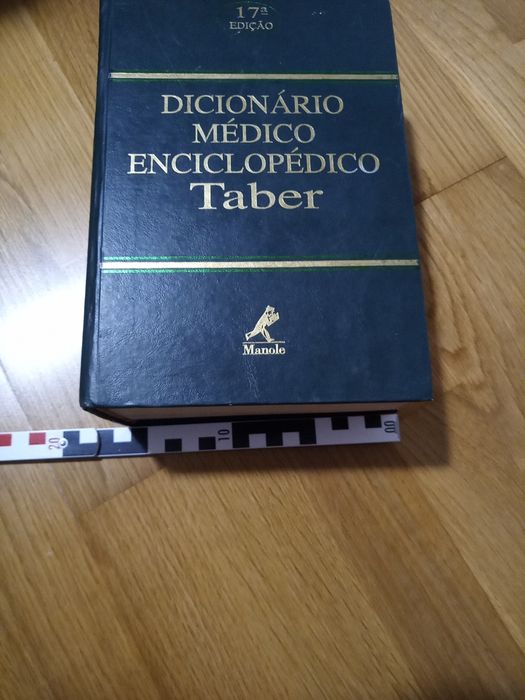 17ª
EDIÇÃO
DICIONÁRIO
MÉDICO
ENCICLOPÉDICO
Taber
Manole
20
10
00